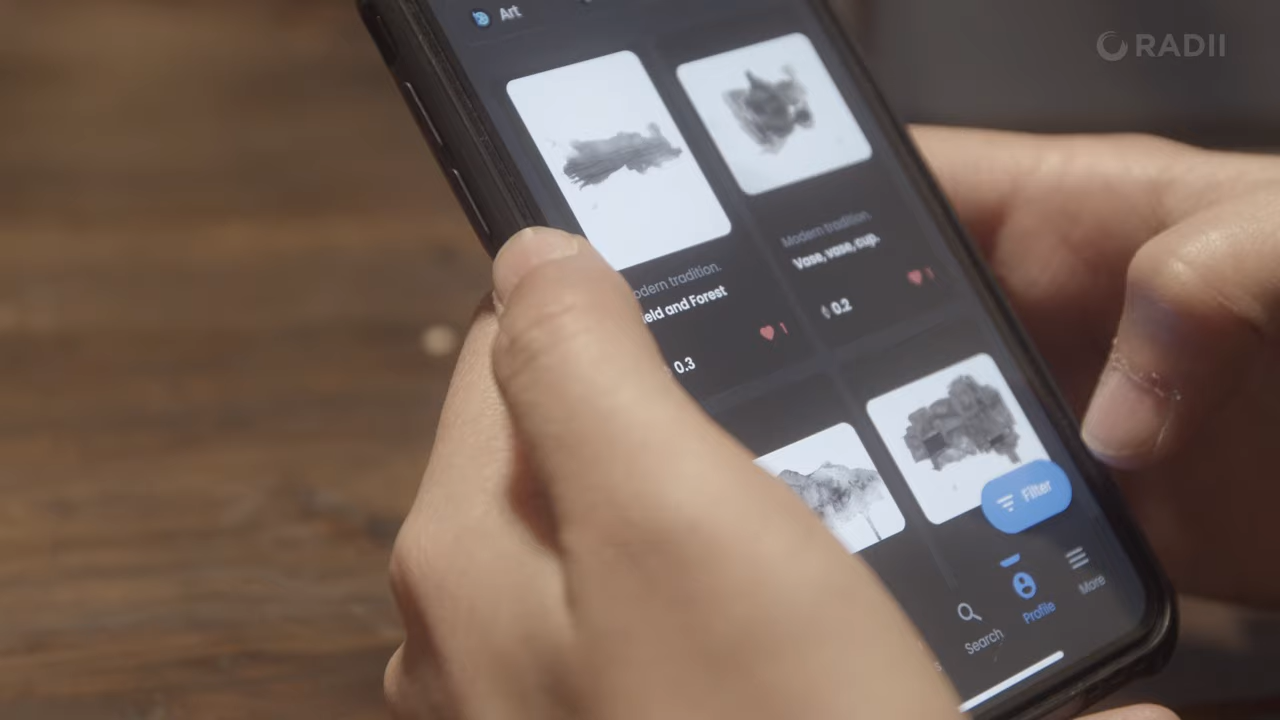 Art
RADII
odern tradition.
ield and Forest
1
0.3
Modern tradition.
Vase, vase, cup.
1
0.2
Filter
Search
Profile
More